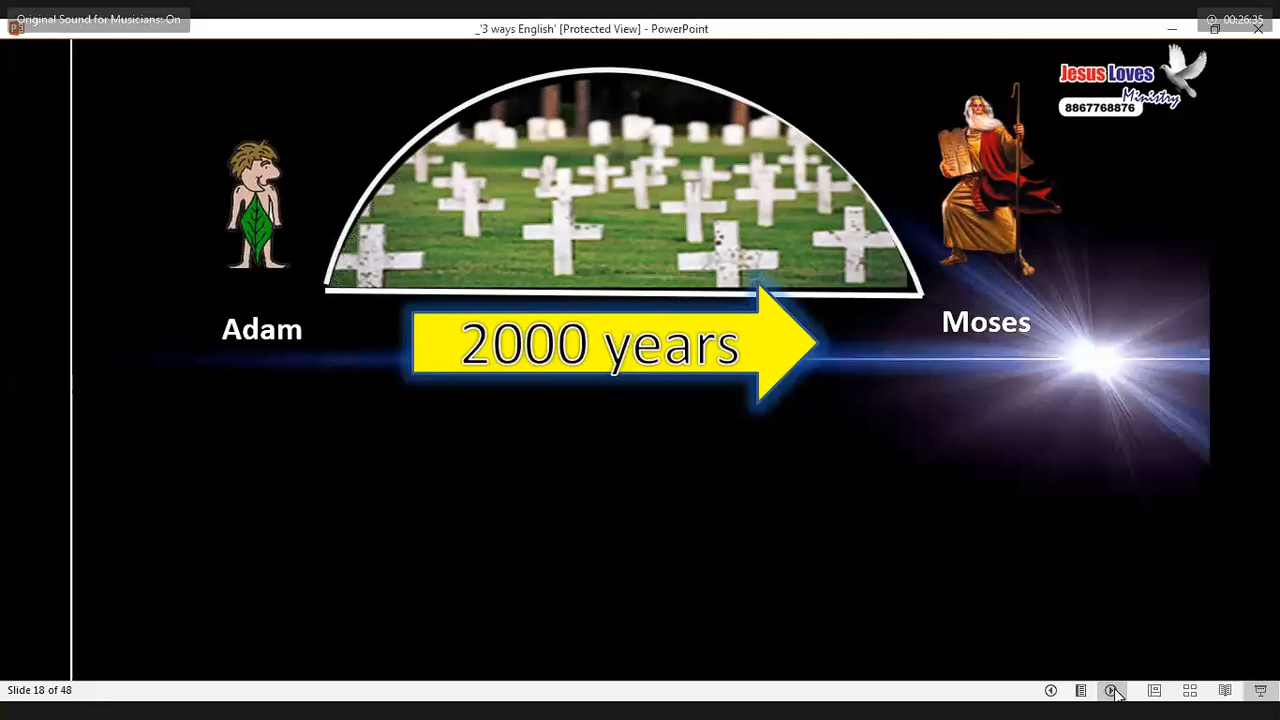 Original Sound for Musicians: On
00:26:35
_'3 ways English' [Protected View] - PowerPoint
Jesus Loves
Ministry
8867768876
Adam
2000 years
Moses
Slide 18 of 48